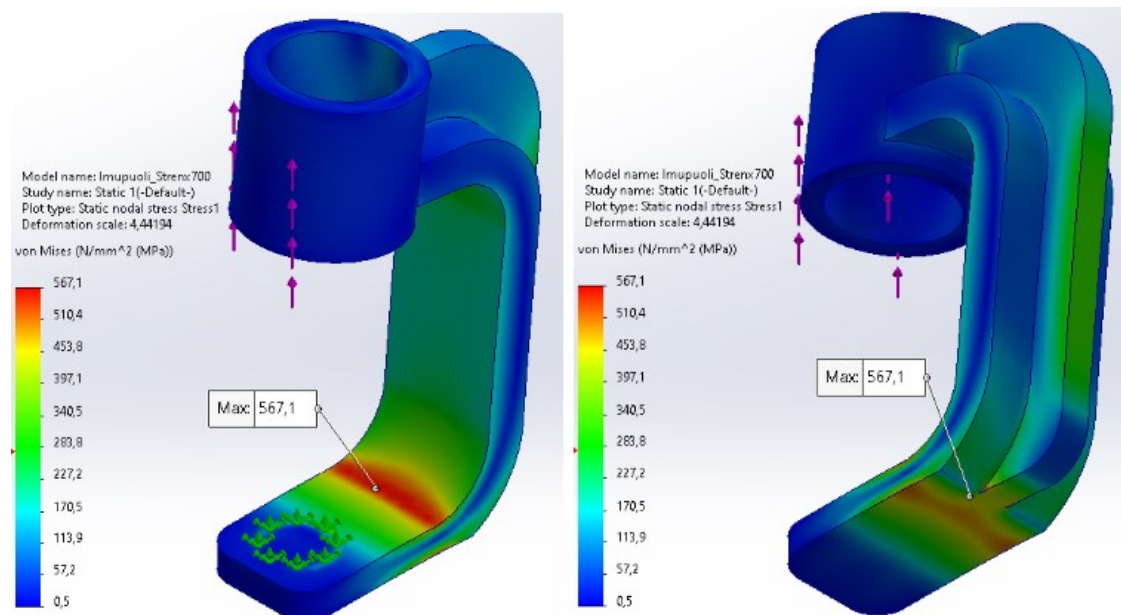 Model name: Imupuoli_Strenx700
Study name: Static 1(-Default-)
Plot type: Static nodal stress Stress1
Deformation scale: 4,44194
von Mises (N/mm^2 (MPa))
567,1
510,4
453,8
397,1
340,5
283,8
227,2
170,5
113,9
57,2
0,5
Max: 567,1
Model name: Imupuoli_Strenx700
Study name: Static 1(-Default-)
Plot type: Static nodal stress Stress1
Deformation scale: 4,44194
von Mises (N/mm^2 (MPa))
567,1
510,4
453,8
397,1
340,5
283,8
227,2
170,5
113,9
57,2
0,5
Max: 567,1